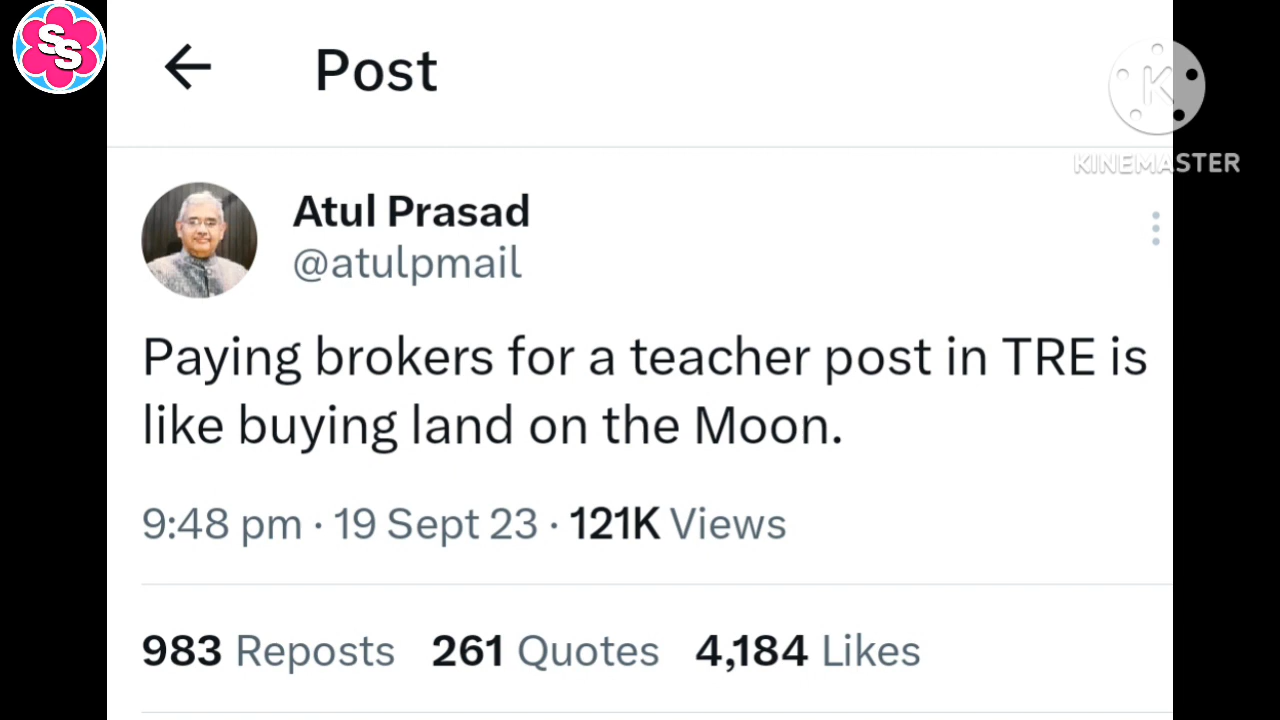 SS
Post
K
KINEMASTER
Atul Prasad
@atulpmail
Paying brokers for a teacher post in TRE is
like buying land on the Moon.
9:48 pm · 19 Sept 23 · 121K Views
983 Reposts 261 Quotes 4,184 Likes